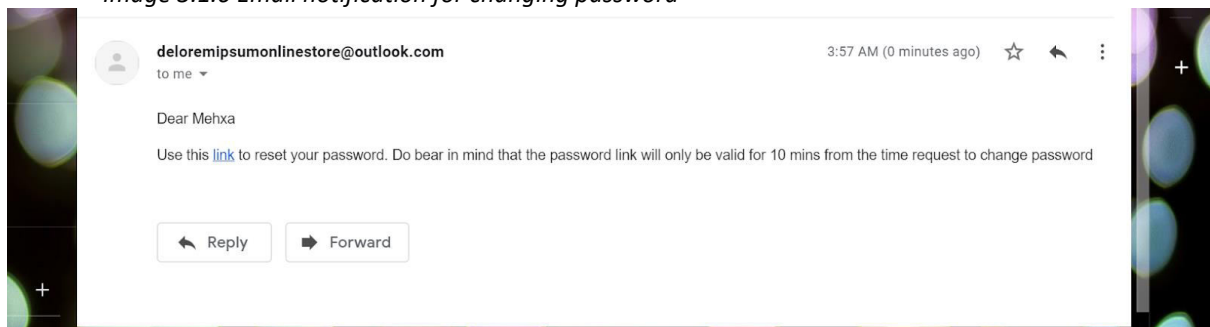 Image 3.1.6 Email notification for changing password
deloremipsumonlinestore@outlook.com
3:57 AM (0 minutes ago)
to me
Dear Mehxa
Use this link to reset your password. Do bear in mind that the password link will only be valid for 10 mins from the time request to change password
Reply
Forward